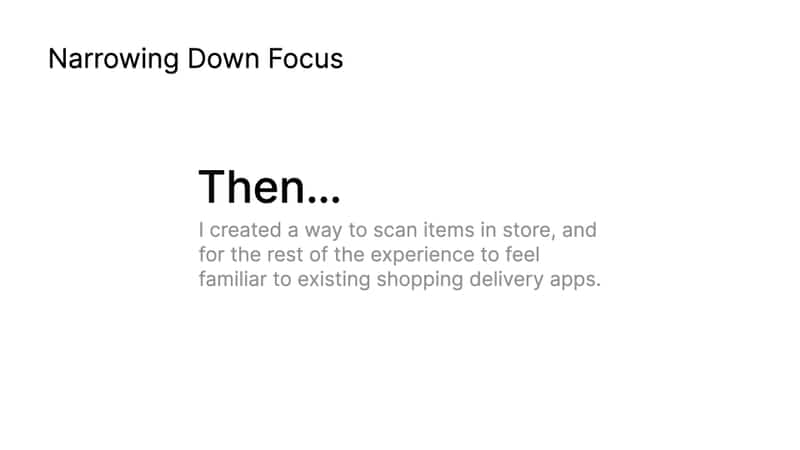 Narrowing Down Focus
Then...
I created a way to scan items in store, and
for the rest of the experience to feel
familiar to existing shopping delivery apps.